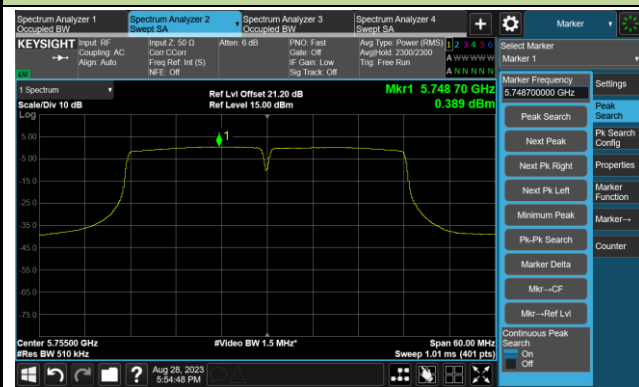 Spectrum Analyzer 1
Occupied BW
Spectrum Analyzer 2
Swept SA
Spectrum Analyzer 3
Occupied BW
Spectrum Analyzer 4
Swept SA
+
Marker
KEYSIGHT
Input: RF
Coupling: AC
Align: Auto
Input Z: 50 Ω
Corr CCorr
Freq Ref: Int (S)
NFE: Off
Atten: 6 dB
PNO: Fast
Gate: Off
IF Gain: Low
Sig Track: Off
Avg Type: Power (RMS)
Avg|Hold: 2300/2300
Trig: Free Run
1 2 3 4 5 6
A W W W W W
A N N N N N
LW
Select Marker
Marker 1
1 Spectrum
Scale/Div 10 dB
Log
Ref Lvl Offset 21.20 dB
Ref Level 15.00 dBm
Mkr1 5.748 70 GHz
0.389 dBm
1
5.00
-5.00
-15.0
-25.0
-35.0
-45.0
-55.0
-65.0
-75.0
Center 5.75500 GHz
#Res BW 510 kHz
#Video BW 1.5 MHz*
Span 60.00 MHz
Sweep 1.01 ms (401 pts)
Marker Frequency
5.748700000 GHz
Peak Search
Next Peak
Next Pk Right
Next Pk Left
Minimum Peak
Pk-Pk Search
Marker Delta
Mkr→CF
Mkr→Ref Lvl
Continuous Peak
Search
On
Off
Settings
Peak
Search
Pk Search
Config
Properties
Marker
Function
Marker→
Counter
?
Aug 28, 2023
5:54:48 PM